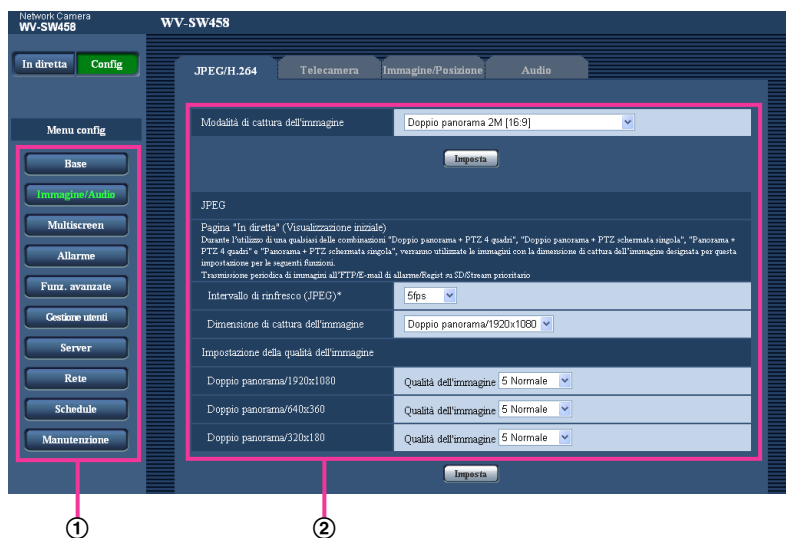 Network Camera
WV-SW458
WV-SW458
In diretta
Config
JPEG/H.264
Telecamera
Immagine/Posizione
Audio
Menu config
Base
Immagine/Audio
Multiscreen
Allarme
Funz. avanzate
Gestione utenti
Server
Rete
Schedule
Manutenzione
Modalità di cattura dell'immagine
Doppio panorama 2M [16:9]
Imposta
JPEG
Pagina "In diretta" (Visualizzazione iniziale)
Durante l'utilizzo di una qualsiasi delle combinazioni "Doppio panorama + PTZ 4 quadri", "Doppio panorama + PTZ schermata singola", "Panorama +
PTZ 4 quadri" e "Panorama + PTZ schermata singola", verranno utilizzate le immagini con la dimensione di cattura dell'immagine designata per questa
impostazione per le seguenti funzioni.
Trasmissione periodica di immagini all'FTP/E-mail di allarme/Regist su SD/Stream prioritario
Intervallo di rinfresco (JPEG)*
5fps
Dimensione di cattura dell'immagine
Doppio panorama/1920x1080
Impostazione della qualità dell'immagine
Doppio panorama/1920x1080
Qualità dell'immagine 5 Normale
Doppio panorama/640x360
Qualità dell'immagine 5 Normale
Doppio panorama/320x180
Qualità dell'immagine 5 Normale
Imposta
①
②